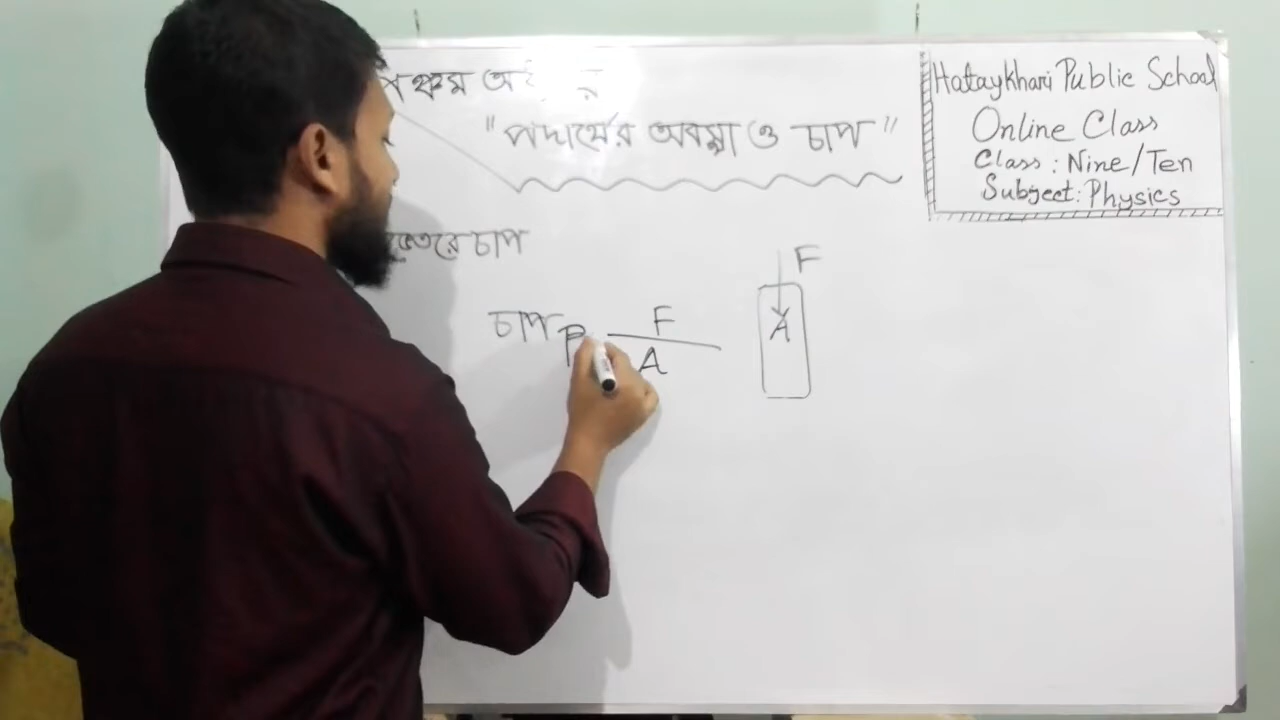 "পদার্থের অবস্থা ও চাপ"
Hataykhari Public School
Online Class
Class : Nine/Ten
Subject: Physics
চাপ P F
A
F
A